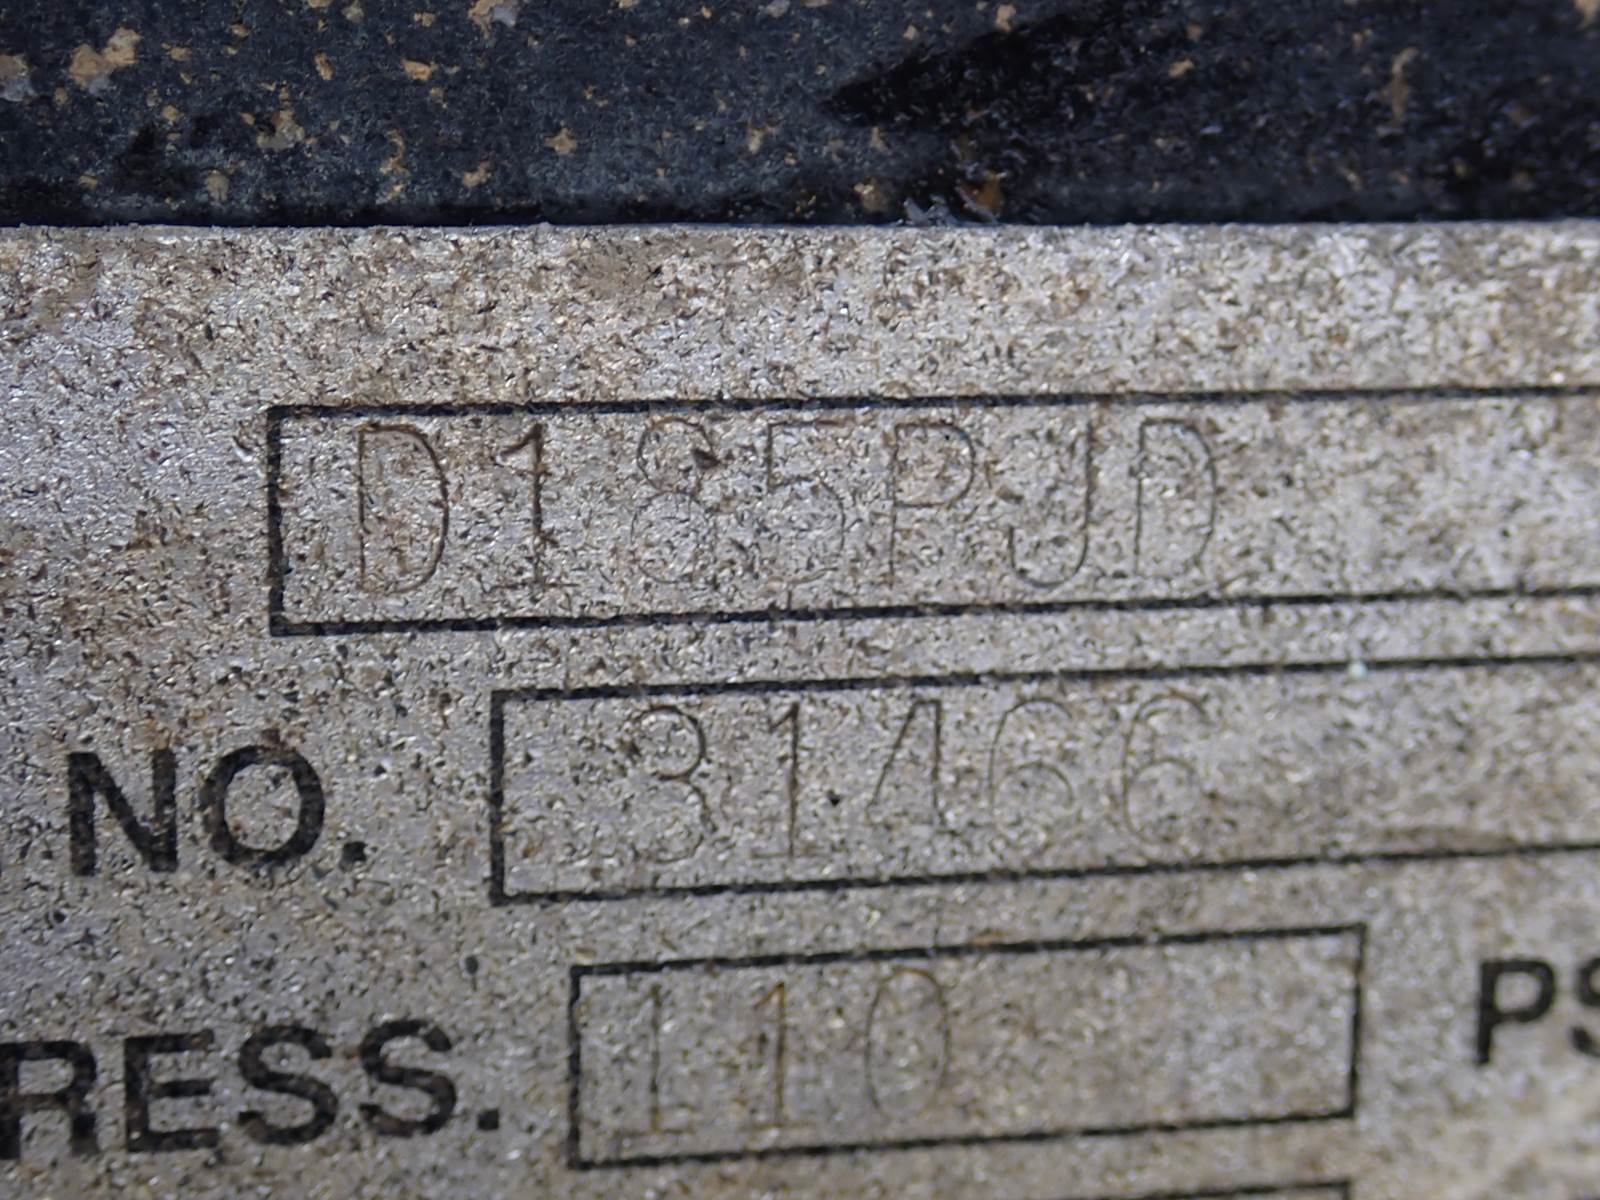 D185PJD
NO. 31466
RESS. 110 PS